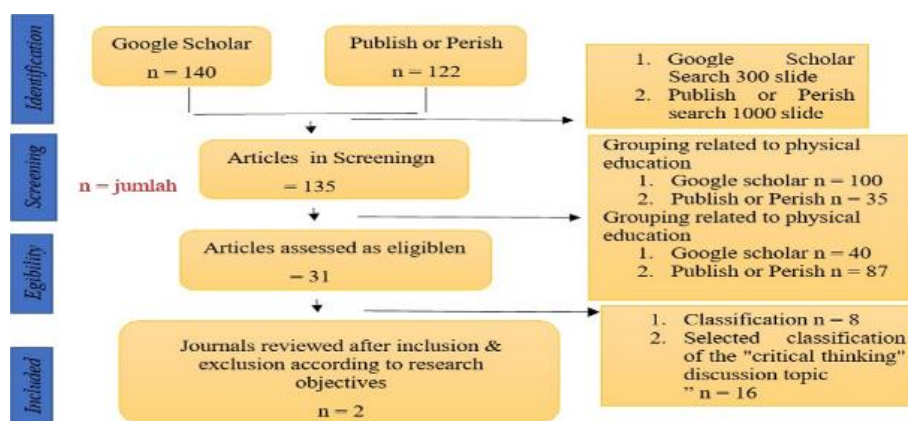 Identification
Google Scholar
n = 140
Publish or Perish
n = 122
1. Google Scholar
Search 300 slide
2. Publish or Perish
search 1000 slide
Screening
n = jumlah
Articles in Screeningn
= 135
Grouping related to physical
education
1. Google scholar n = 100
2. Publish or Perish n = 35
Grouping related to physical
education
1. Google scholar n = 40
2. Publish or Perish n = 87
Egibility
Articles assessed as eligiblen
= 31
Included
Journals reviewed after inclusion &
exclusion according to research
objectives
n = 2
1. Classification n = 8
2. Selected classification
of the "critical thinking"
discussion topic
" n = 16